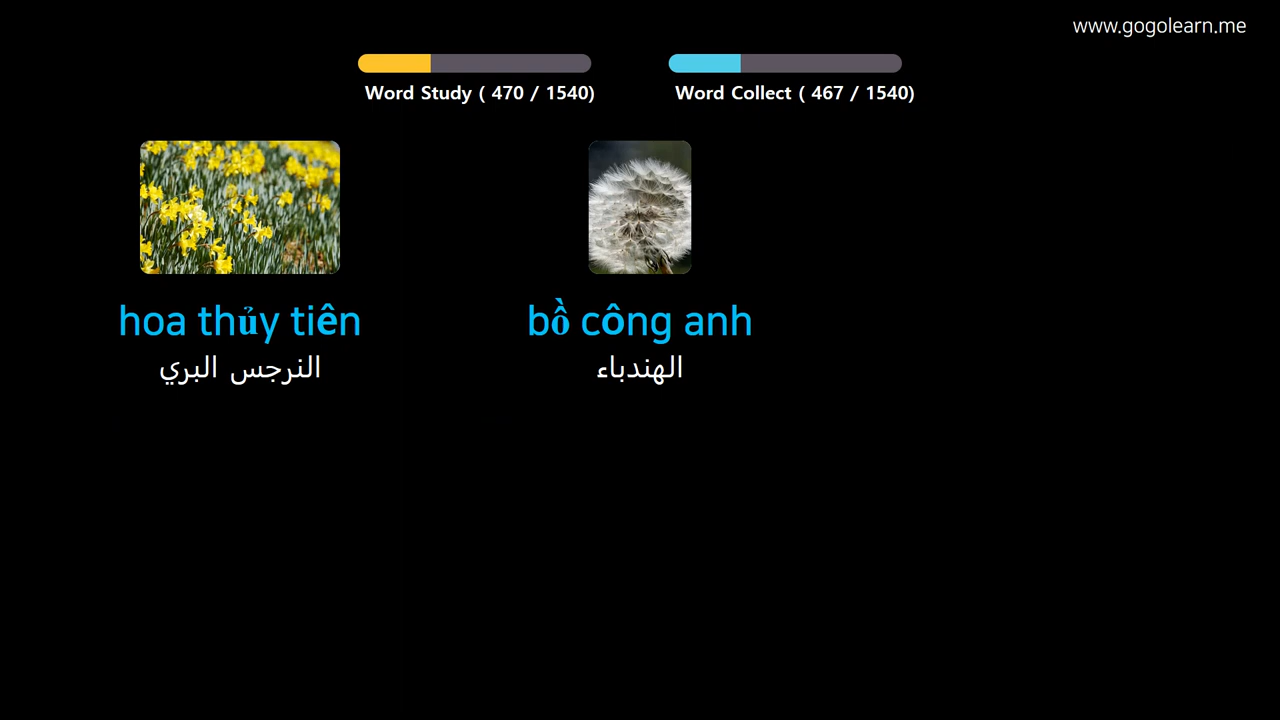 www.gogolearn.me
Word Study ( 470 / 1540)
Word Collect ( 467 / 1540)
hoa thủy tiên
النرجس البري
bồ công anh
الهندباء